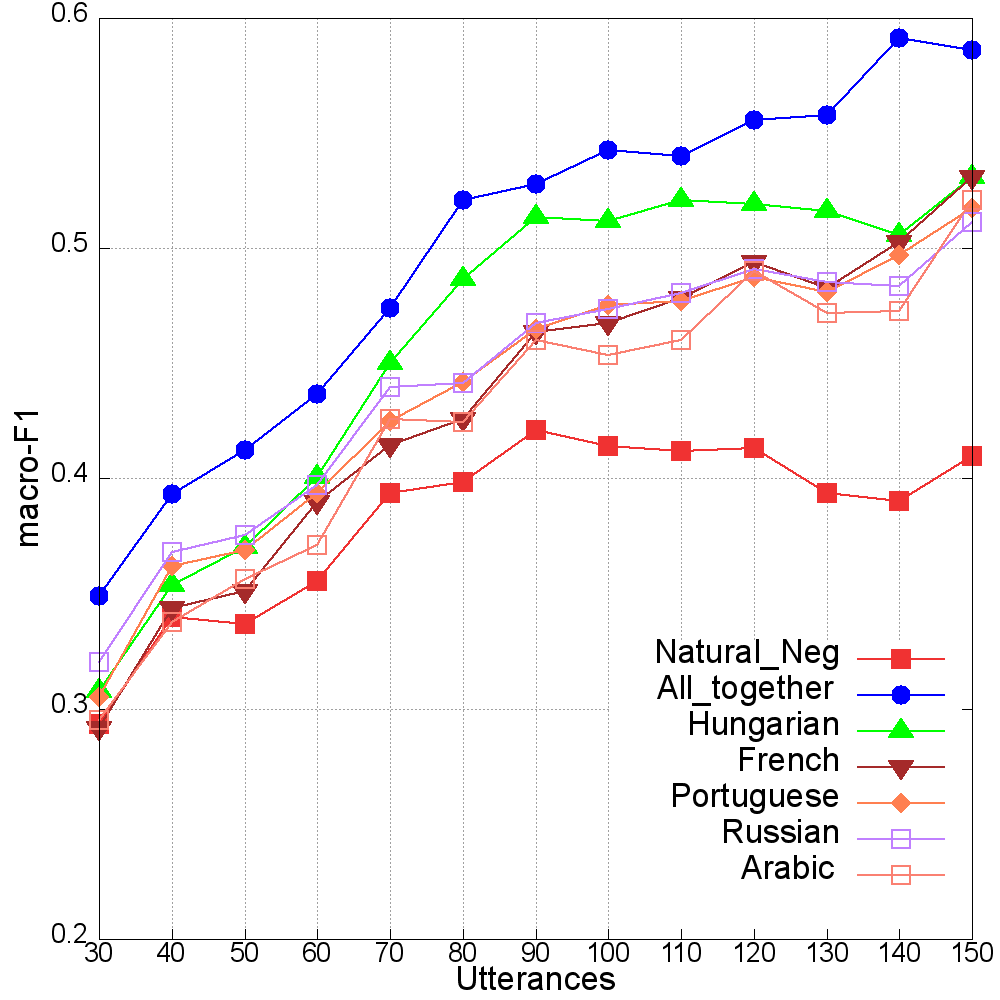 0.6
0.5
0.4
0.3
0.2
macro-F1
Natural_Neg
All_together
Hungarian
French
Portuguese
Russian
Arabic
30 40 50 60 70 80 90 100 110 120 130 140 150
Utterances